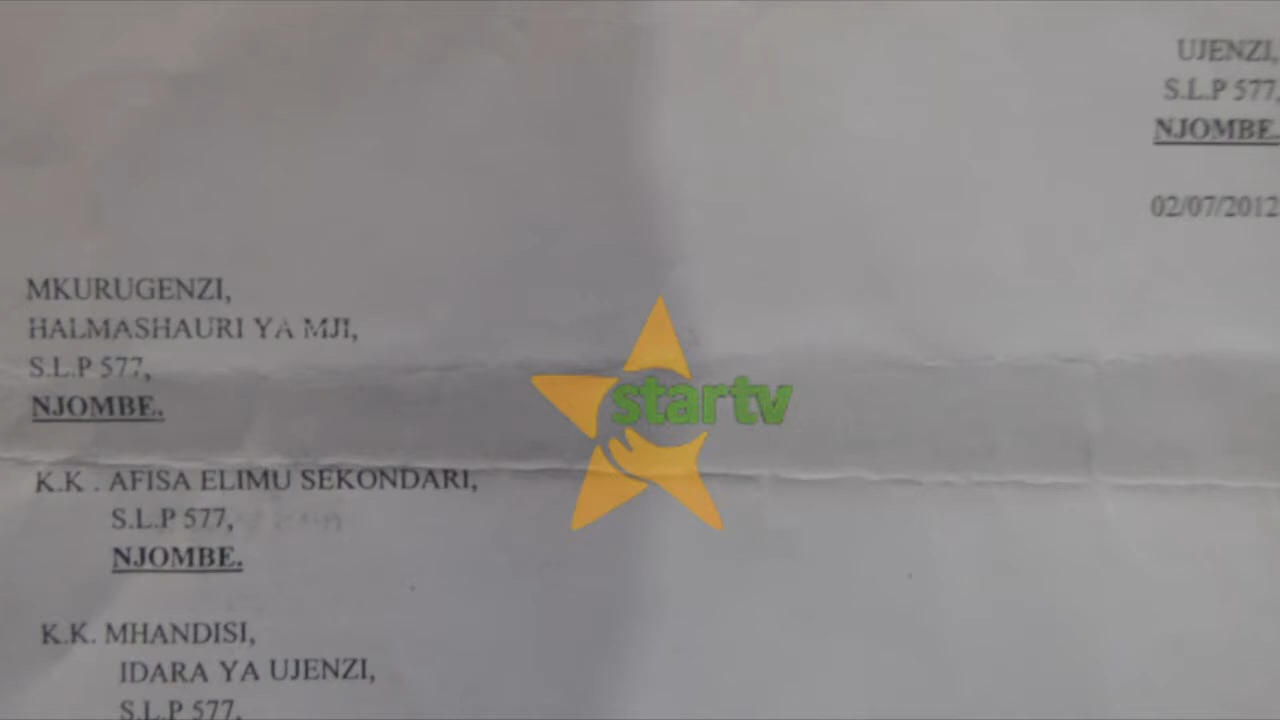 UJENZI,
S.L.P 577,
NJOMBE.
02/07/2012
MKURUGENZI,
HALMASHAURI YA MJI,
S.L.P 577,
NJOMBE.
startv
K.K . AFISA ELIMU SEKONDARI,
S.L.P 577,
NJOMBE.
K.K. MHANDISI,
IDARA YA UJENZI,
S.L.P 577,